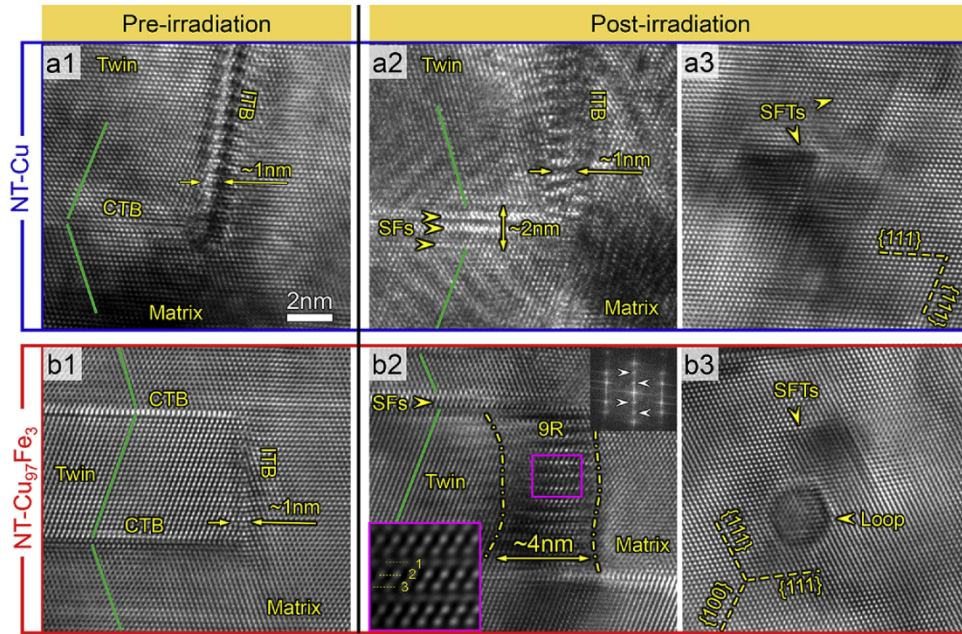 Pre-irradiation
Post-irradiation
NT-Cu
a1
Twin
ITB
~1nm
CTB
Matrix
2nm
a2
Twin
ITB
~1nm
SFs
~2nm
Matrix
a3
SFTs
{111}
{111}
NT-Cu97Fe3
b1
CTB
Twin
ITB
CTB
~1nm
Matrix
b2
SFs
9R
Twin
~4nm
Matrix
1
2
3
b3
SFTs
Loop
{111}
{111}
{100}